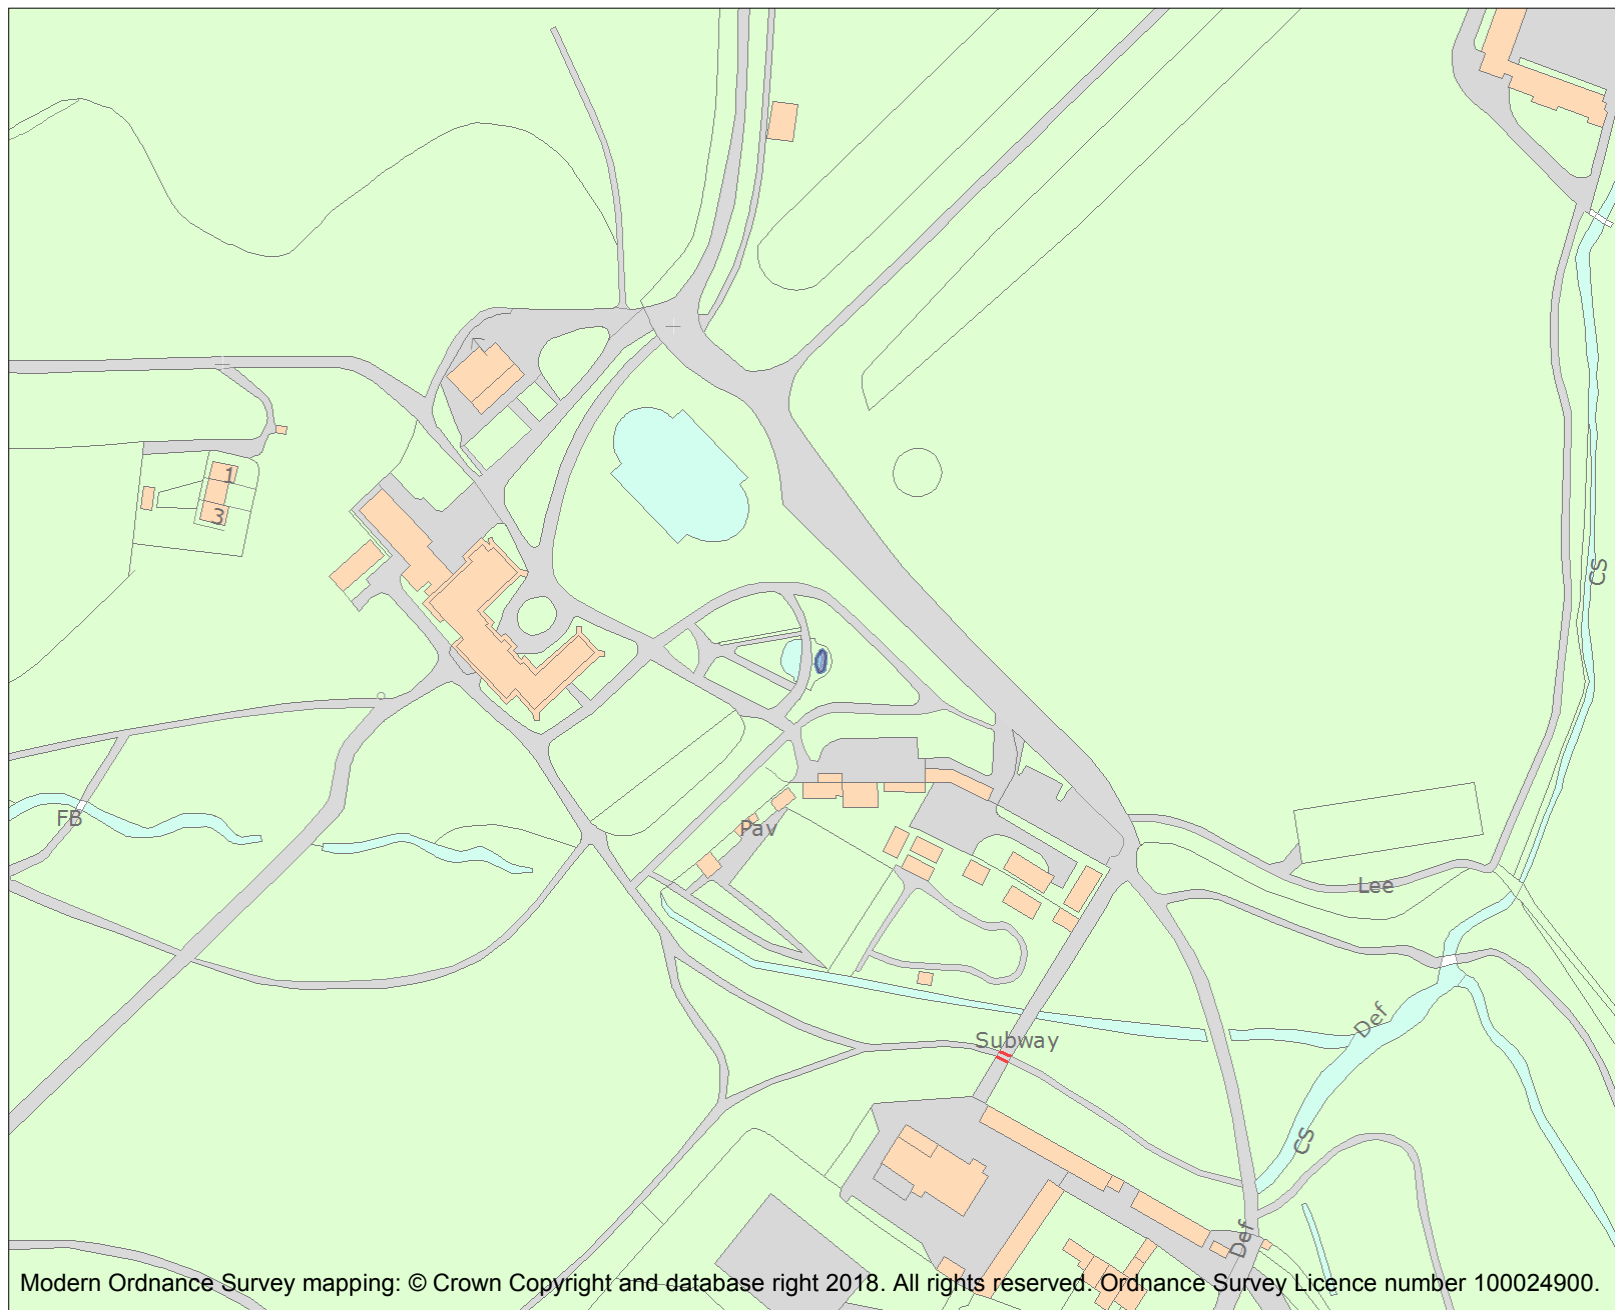 1
3
CS
FB
Pav
Lee
Def
Subway
CS
Def
Modern Ordnance Survey mapping: © Crown Copyright and database right 2018. All rights reserved. Ordnance Survey Licence number 100024900.